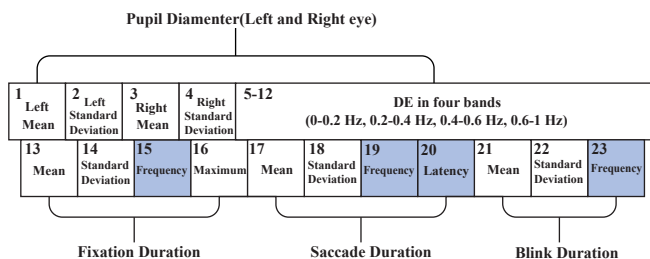 Pupil Diamenter(Left and Right eye)
1 Left Mean
2 Left Standard Deviation
3 Right Mean
4 Right Standard Deviation
5-12 DE in four bands
(0-0.2 Hz, 0.2-0.4 Hz, 0.4-0.6 Hz, 0.6-1 Hz)
13 Mean
14 Standard Deviation
15 Frequency
16 Maximum
17 Mean
18 Standard Deviation
19 Frequency
20 Latency
21 Mean
22 Standard Deviation
23 Frequency
Fixation Duration
Saccade Duration
Blink Duration